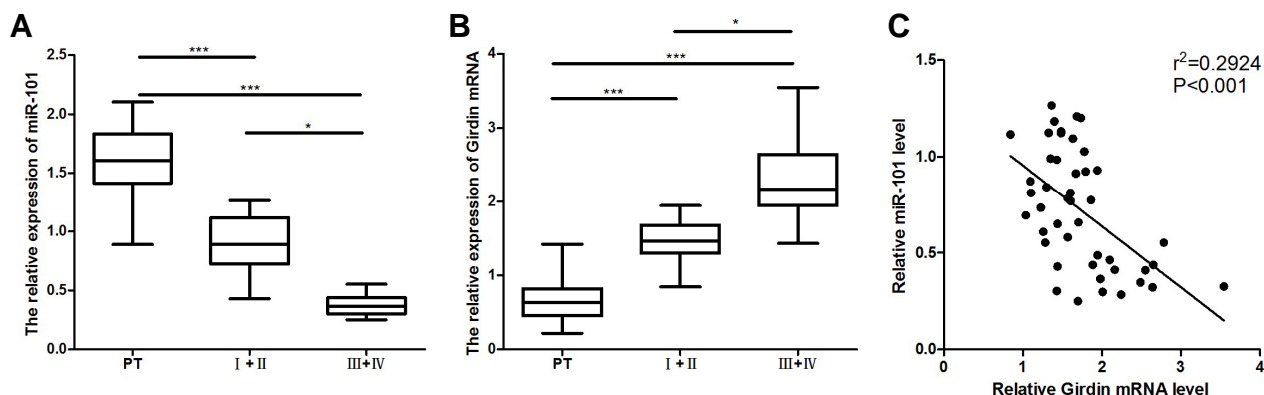 A
The relative expression of miR-101
2.5
2.0
1.5
1.0
0.5
0.0
***
***
*
PT
Ⅰ+Ⅱ
Ⅲ+Ⅳ
B
The relative expression of Girdin mRNA
4
3
2
1
0
*
***
***
PT
Ⅰ+Ⅱ
Ⅲ+Ⅳ
C
Relative miR-101 level
1.5
1.0
0.5
0.0
r²=0.2924
P<0.001
0
1
2
3
4
Relative Girdin mRNA level